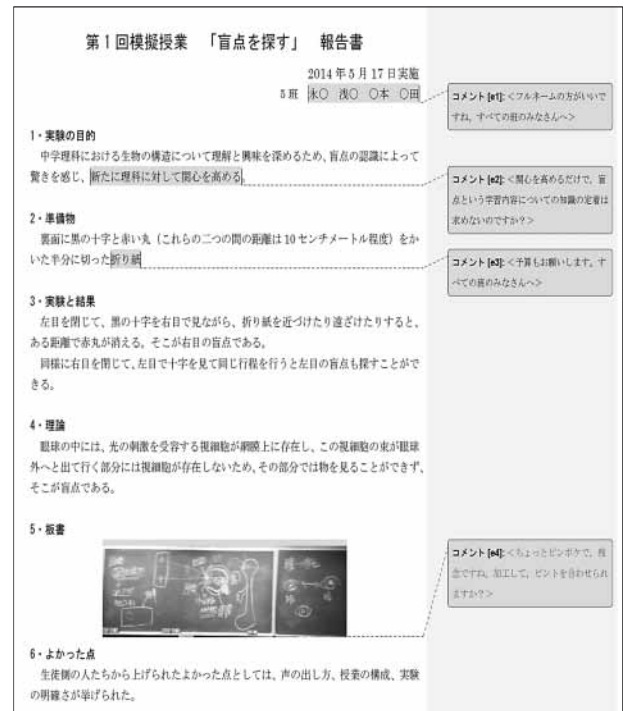 第1回模擬授業 「盲点を探す」 報告書
2014年5月17日実施
5班 永○ 浅○ ○本 ○田
コメント [e1]: <フルネームの方がいいで
すね。すべての班のみなさんへ>
1・実験の目的
中学理科における生物の構造について理解と興味を深めるため、盲点の認識によって
驚きを感じ、新たに理科に対して関心を高める。
コメント [e2]: <関心を高めるだけで、盲
点という学習内容についての知識の定着は
求めないのですか?>
2・準備物
裏面に黒の十字と赤い丸(これらの二つの間の距離は10センチメートル程度)をか
いた半分に切った折り紙
コメント [e3]: <予算もお願いします。す
べての班のみなさんへ>
3・実験と結果
左目を閉じて、黒の十字を右目で見ながら、折り紙を近づけたり遠ざけたりすると、
ある距離で赤丸が消える。そこが右目の盲点である。
同様に右目を閉じて、左目で十字を見て同じ行程を行うと左目の盲点も探すことがで
きる。
4・理論
眼球の中には、光の刺激を受容する視細胞が網膜上に存在し、この視細胞の束が眼球
外へと出て行く部分には視細胞が存在しないため、その部分では物を見ることができず、
そこが盲点である。
5・板書
コメント [e4]: <ちょっとピンボケで、残
念ですね。加工して、ピントを合わせられ
ますか?>
6・よかった点
生徒側の人たちから上げられたよかった点としては、声の出し方、授業の構成、実験
の明確さが挙げられた。